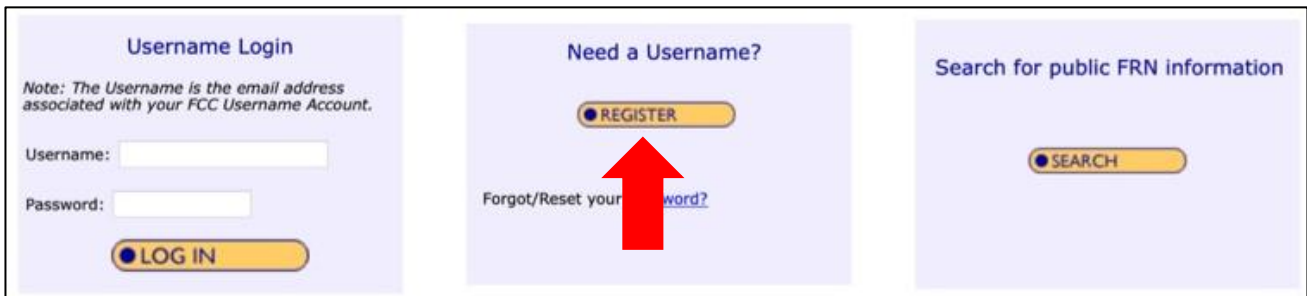 Username Login
Note: The Username is the email address
associated with your FCC Username Account.
Username:
Password:
LOG IN
Need a Username?
REGISTER
Forgot/Reset your word?
Search for public FRN information
SEARCH